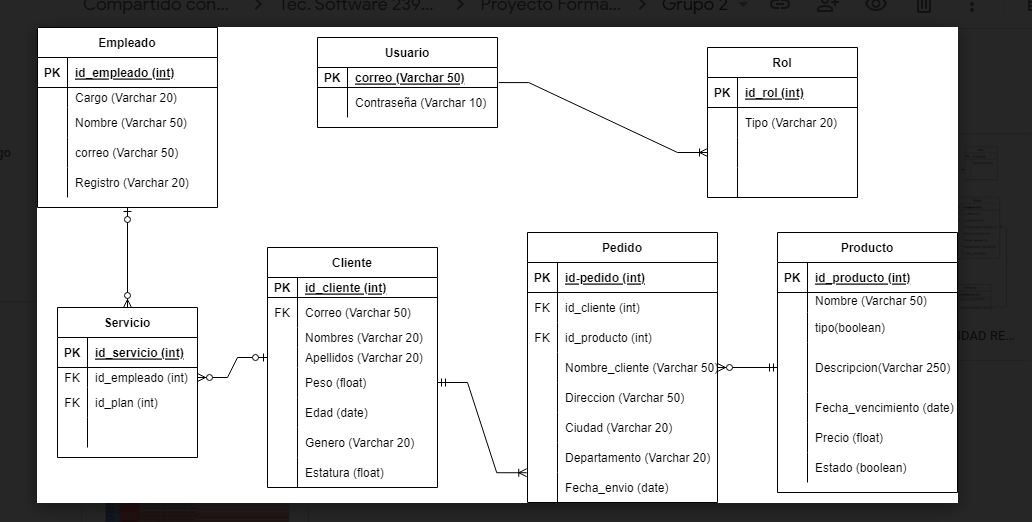 Compartido con...
Tec. Software 239...
Proyecto Forma...
Grupo 2
Empleado
PK id_empleado (int)
Cargo (Varchar 20)
Nombre (Varchar 50)
correo (Varchar 50)
Registro (Varchar 20)
Usuario
PK correo (Varchar 50)
Contraseña (Varchar 10)
Rol
PK id_rol (int)
Tipo (Varchar 20)
Servicio
PK id_servicio (int)
FK id_empleado (int)
FK id_plan (int)
Cliente
PK id_cliente (int)
FK Correo (Varchar 50)
Nombres (Varchar 20)
Apellidos (Varchar 20)
Peso (float)
Edad (date)
Genero (Varchar 20)
Estatura (float)
Pedido
PK id-pedido (int)
FK id_cliente (int)
FK id_producto (int)
Nombre_cliente (Varchar 50)
Direccion (Varchar 50)
Ciudad (Varchar 20)
Departamento (Varchar 20)
Fecha_envio (date)
Producto
PK id_producto (int)
Nombre (Varchar 50)
tipo(boolean)
Descripcion(Varchar 250)
Fecha_vencimiento (date)
Precio (float)
Estado (boolean)
IDAD RE...